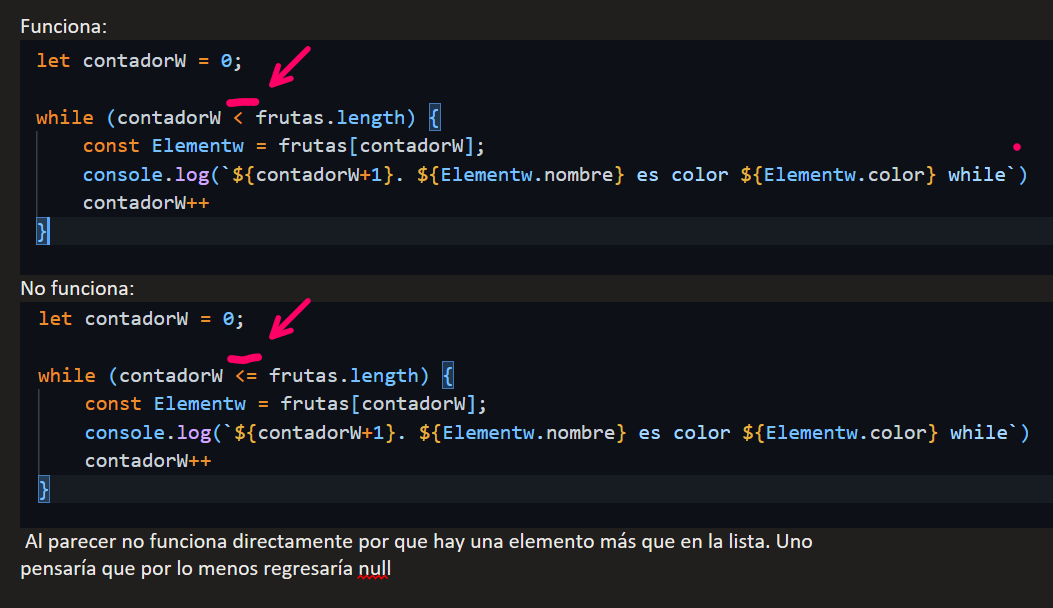 Funciona:
let contadorW = 0;
while (contadorW < frutas.length) {
const Elementw = frutas[contadorW];
console.log(`${contadorW+1}. ${Elementw.nombre} es color ${Elementw.color} while`)
contadorW++
}
No funciona:
let contadorW = 0;
while (contadorW <= frutas.length) {
const Elementw = frutas[contadorW];
console.log(`${contadorW+1}. ${Elementw.nombre} es color ${Elementw.color} while`)
contadorW++
}
Al parecer no funciona directamente por que hay una elemento más que en la lista. Uno
pensaría que por lo menos regresaría null